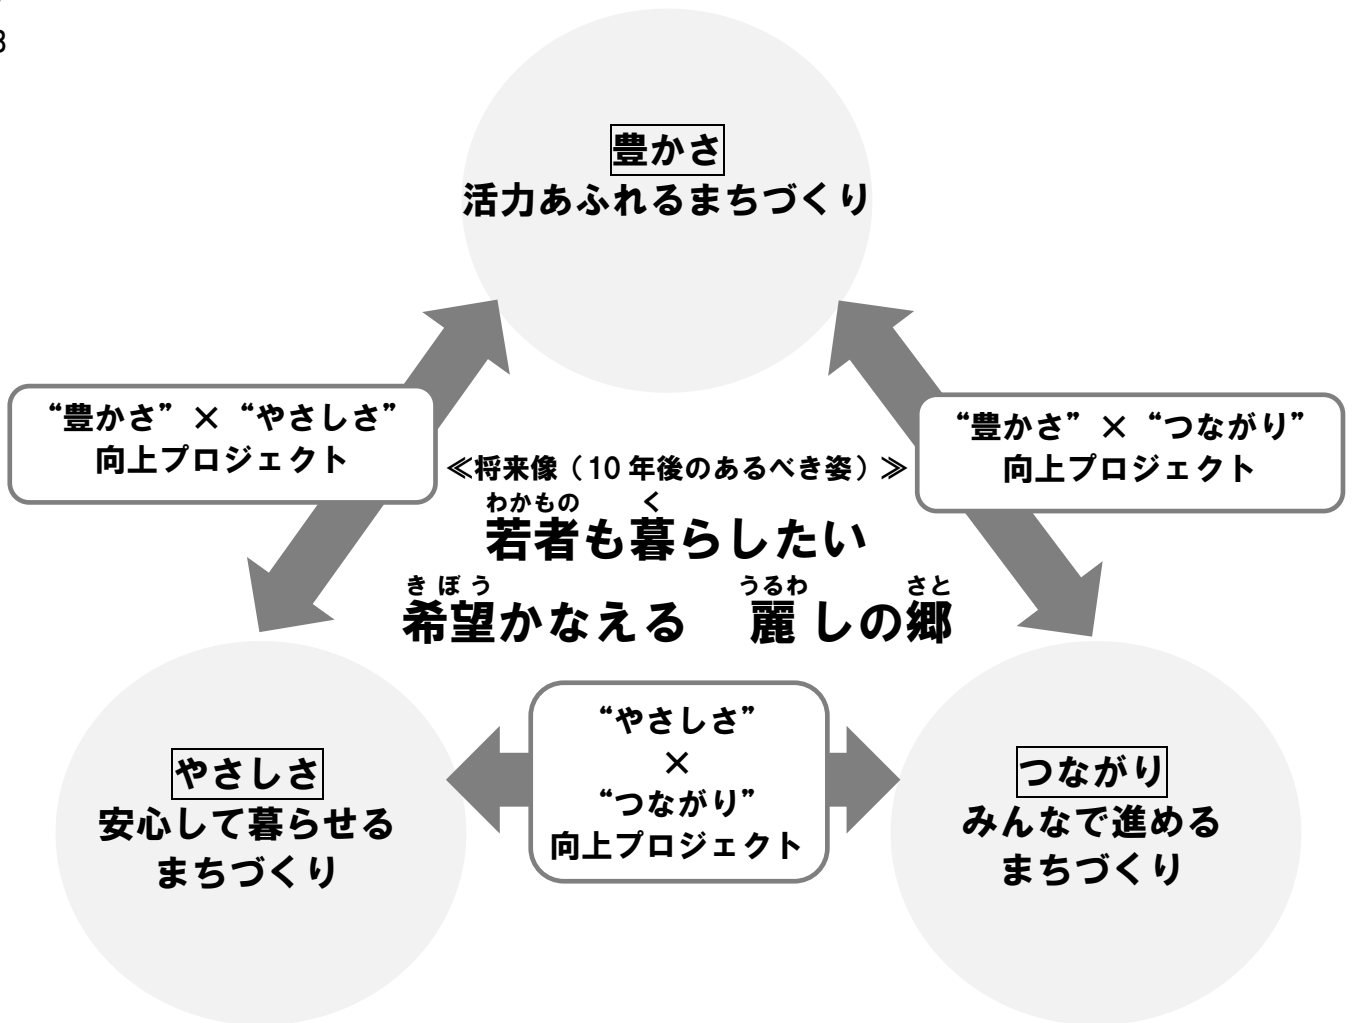 豊かさ
活力あふれるまちづくり
“豊かさ”×“やさしさ”
向上プロジェクト
“豊かさ”×“つながり”
向上プロジェクト
≪将来像（10年後のあるべき姿）≫
わかもの く
若者も暮らしたい
きぼう うるわ さと
希望かなえる 麗しの郷
やさしさ
安心して暮らせる
まちづくり
“やさしさ”
×
“つながり”
向上プロジェクト
つながり
みんなで進める
まちづくり